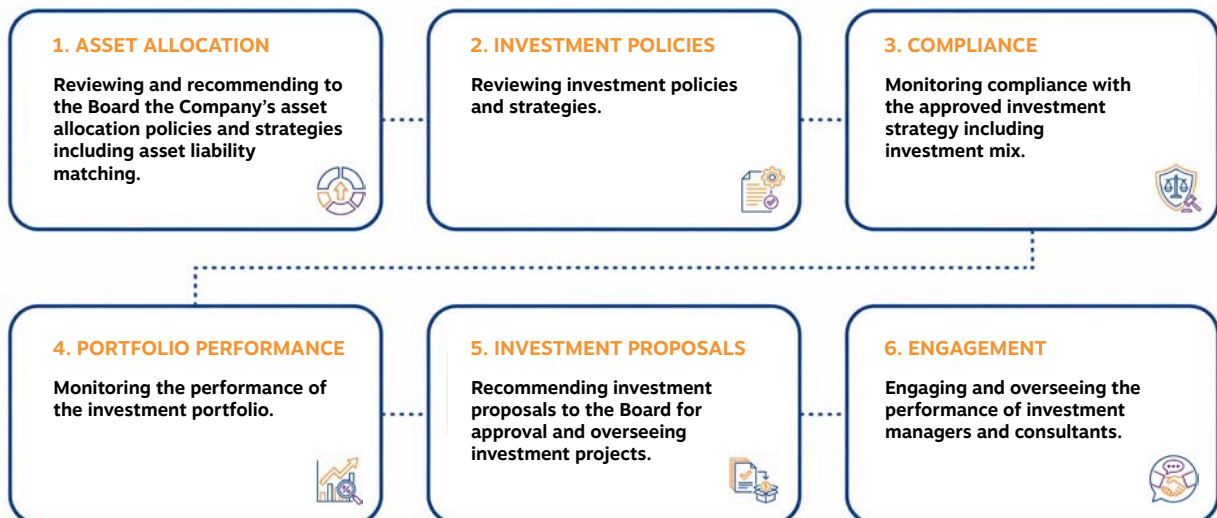 1. ASSET ALLOCATION
Reviewing and recommending to
the Board the Company's asset
allocation policies and strategies
including asset liability
matching.
2. INVESTMENT POLICIES
Reviewing investment policies
and strategies.
3. COMPLIANCE
Monitoring compliance with
the approved investment
strategy including
investment mix.
4. PORTFOLIO PERFORMANCE
Monitoring the performance of
the investment portfolio.
5. INVESTMENT PROPOSALS
Recommending investment
proposals to the Board for
approval and overseeing
investment projects.
6. ENGAGEMENT
Engaging and overseeing the
performance of investment
managers and consultants.